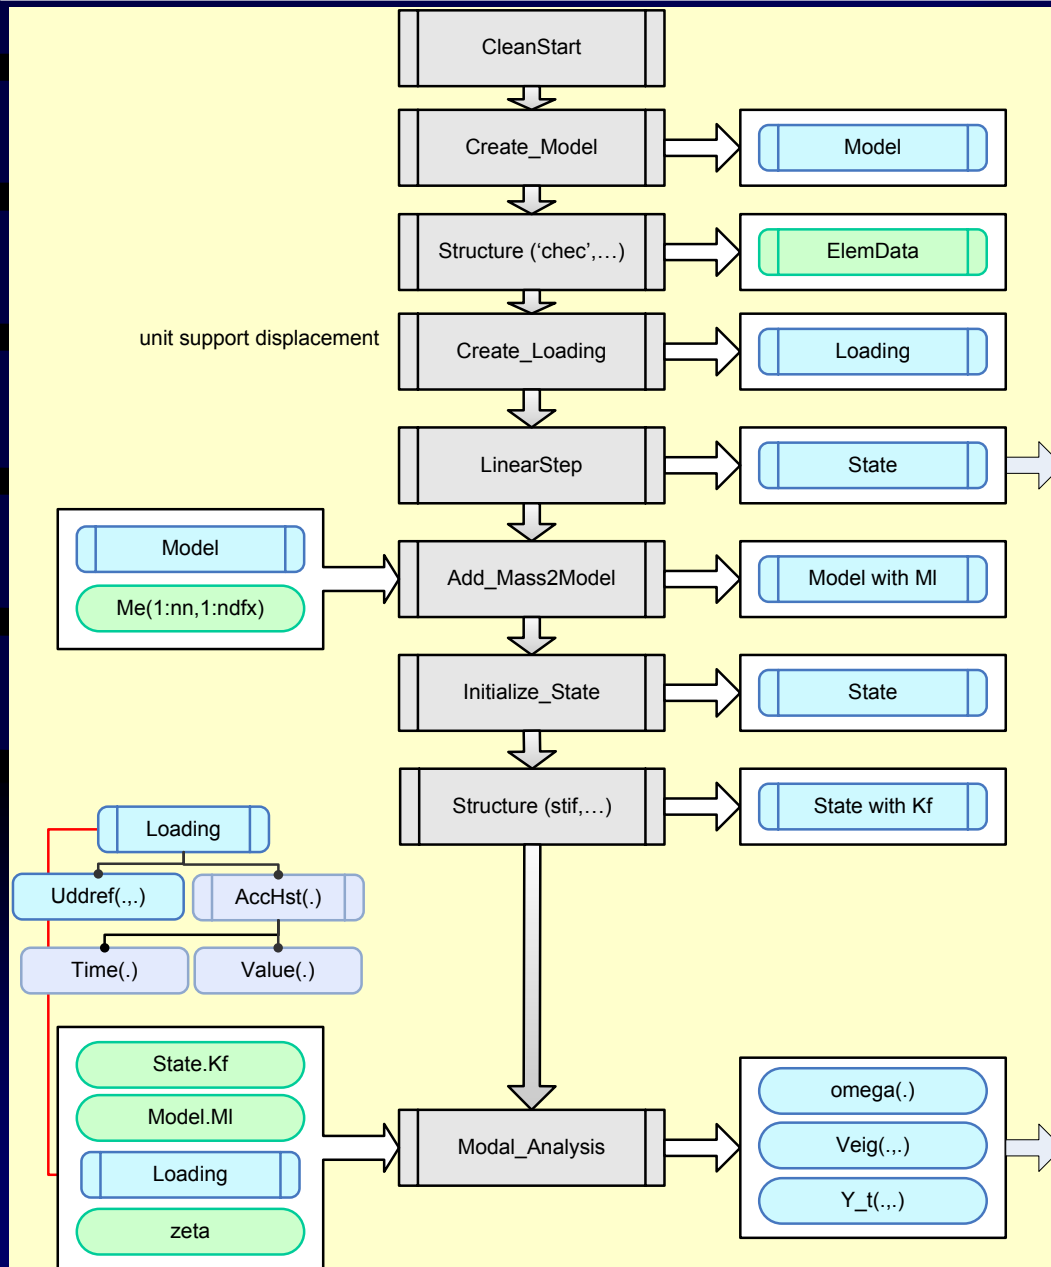 CleanStart
Create_Model
Model
Structure (‘chec’,…)
ElemData
unit support displacement
Create_Loading
Loading
LinearStep
State
Model
Me(1:nn,1:ndfx)
Add_Mass2Model
Model with Ml
Initialize_State
State
Structure (stif,…)
State with Kf
Loading
Uddref(.,.)
AccHst(.)
Time(.)
Value(.)
State.Kf
Model.Ml
Loading
zeta
Modal_Analysis
omega(.)
Veig(.,.)
Y_t(.,.)